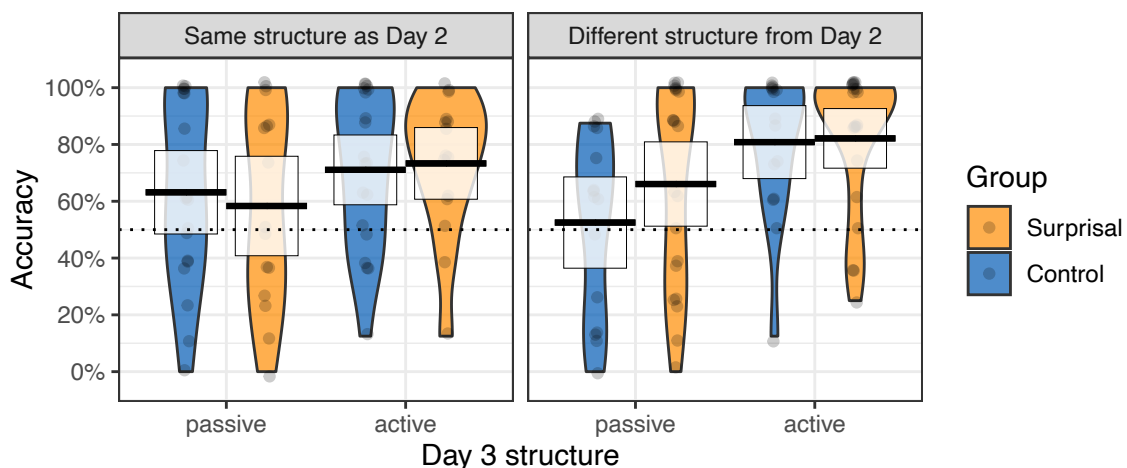 Same structure as Day 2
Different structure from Day 2
100%
80%
60%
40%
20%
0%
Accuracy
passive
active
passive
active
Day 3 structure
Group
Surprisal
Control